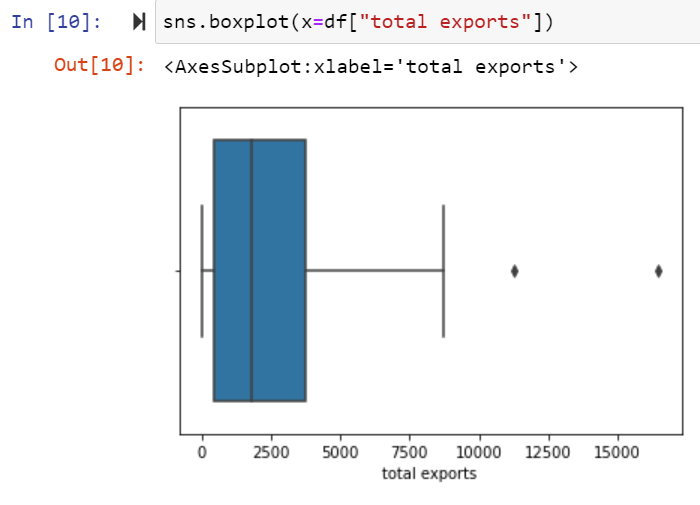 In [10]: sns.boxplot(x=df["total exports"])
Out[10]: <AxesSubplot:xlabel='total exports'>
0 2500 5000 7500 10000 12500 15000
total exports